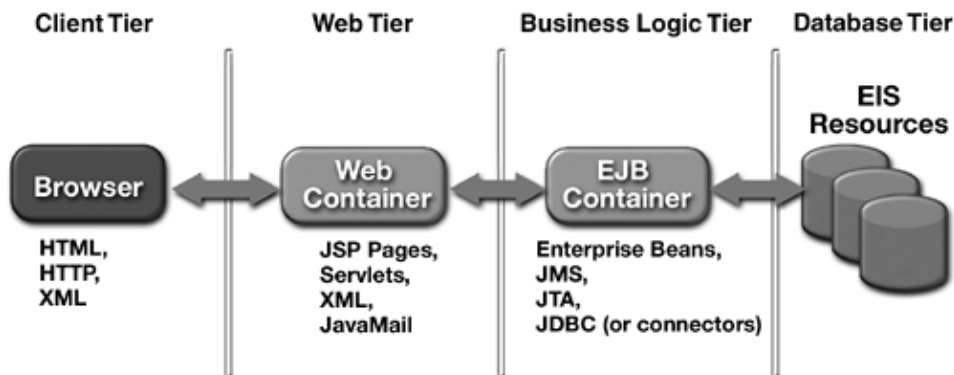 Client Tier
Web Tier
Business Logic Tier
Database Tier
EIS
Resources
Browser
Web
Container
EJB
Container
HTML,
HTTP,
XML
JSP Pages,
Servlets,
XML,
JavaMail
Enterprise Beans,
JMS,
JTA,
JDBC (or connectors)